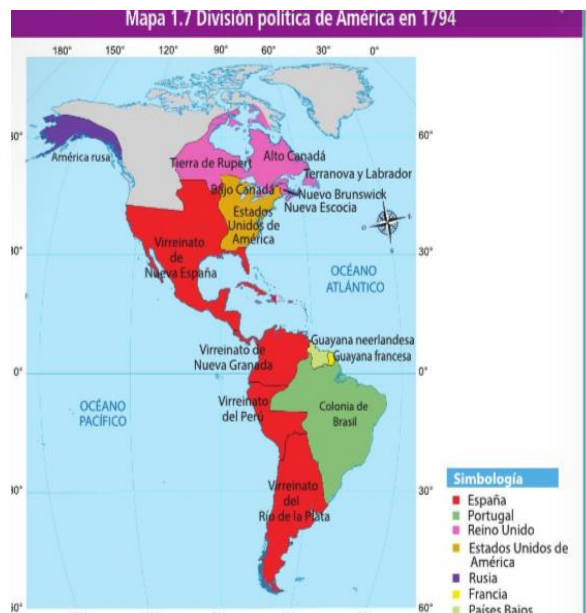 Mapa 1.7 División política de América en 1794
180° 150° 120° 90° 60° 30° 0°
60°
América rusa
Tierra de Rupert
Alto Canadá
Terranova y Labrador
Bajo Canadá
Nuevo Brunswick
Nueva Escocia
Estados
Unidos de
América
Virreinato
de
Nueva España
30° 30°
OCÉANO
ATLÁNTICO
Guayana neerlandesa
Guayana francesa
Virreinato de
Nueva Granada
0° 0°
OCÉANO
PACÍFICO
Virreinato
del Perú
Colonia de
Brasil
Virreinato
del
Río de la Plata
30° 30°
60°
Simbología
España
Portugal
Reino Unido
Estados Unidos de
América
Rusia
Francia
Países Bajos